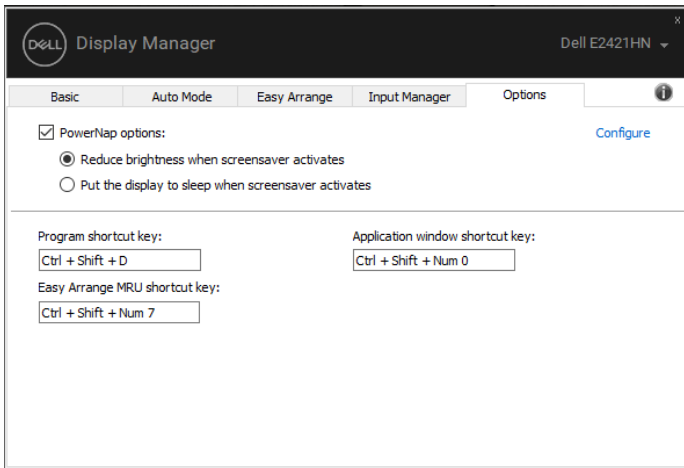 x
DELL Display Manager Dell E2421HN
Basic Auto Mode Easy Arrange Input Manager Options i
PowerNap options: Configure
Reduce brightness when screensaver activates
Put the display to sleep when screensaver activates
Program shortcut key: Application window shortcut key:
Ctrl + Shift + D Ctrl + Shift + Num 0
Easy Arrange MRU shortcut key:
Ctrl + Shift + Num 7